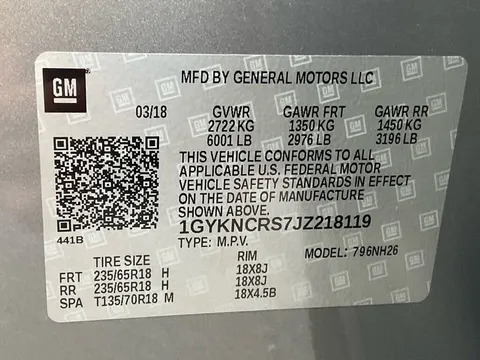 GM
MFD BY GENERAL MOTORS LLC
03/18 GVWR GAWR FRT GAWR RR
2722 KG 1350 KG 1450 KG
6001 LB 2976 LB 3196 LB
THIS VEHICLE CONFORMS TO ALL
APPLICABLE U.S. FEDERAL MOTOR
VEHICLE SAFETY STANDARDS IN EFFECT
ON THE DATE OF MANUFACTURE
SHOWN ABOVE.
441B 1GYKNCRS7JZ218119
TYPE: M.P.V. MODEL: 796NH26
TIRE SIZE RIM
FRT 235/65R18 H 18X8J
RR 235/65R18 H 18X8J
SPA T135/70R18 M 18X4.5B